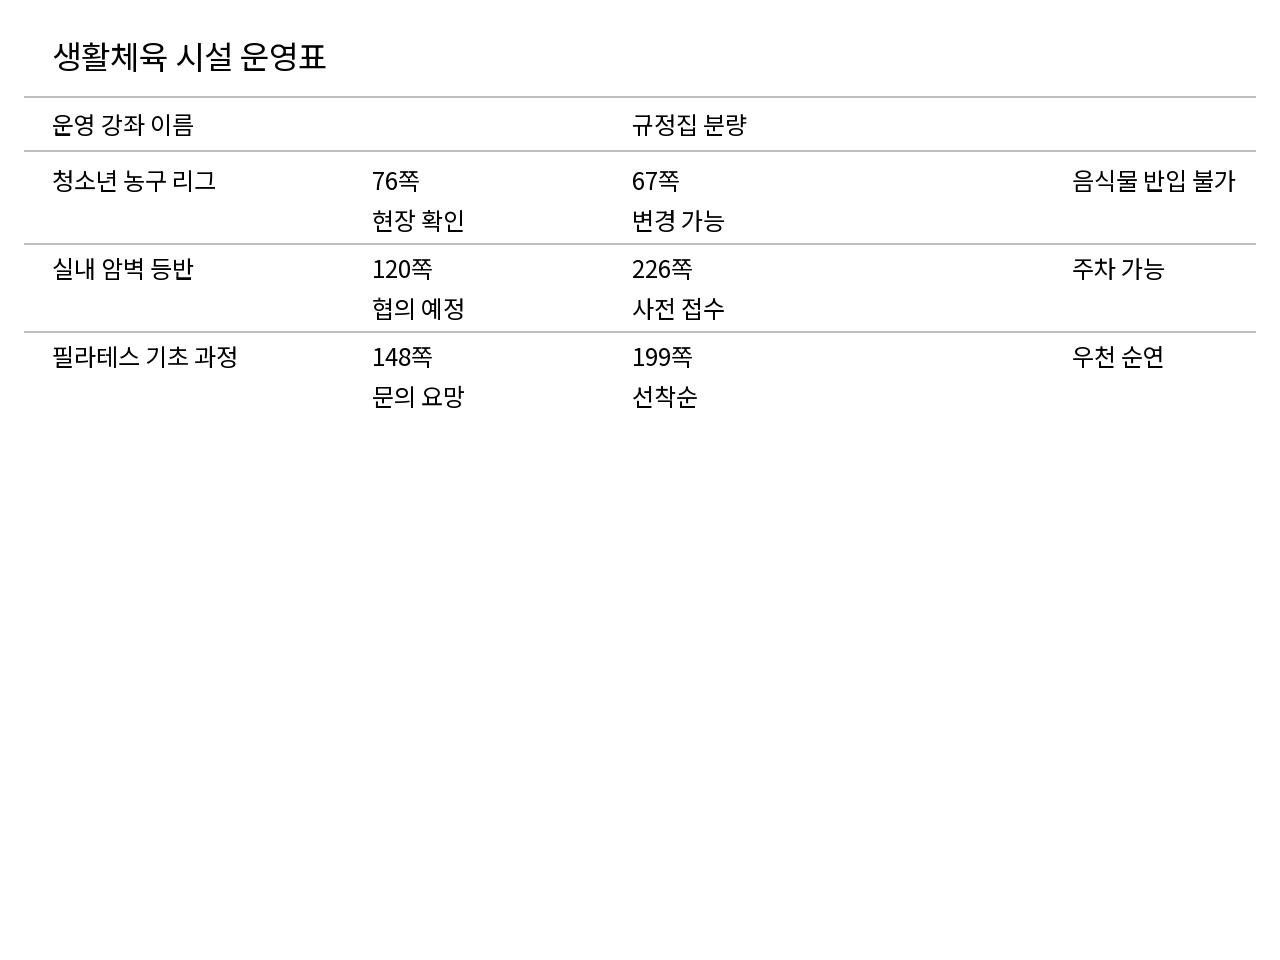 생활체육 시설 운영표
운영 강좌 이름 규정집 분량
청소년 농구 리그 76쪽 67쪽 음식물 반입 불가
현장 확인 변경 가능
실내 암벽 등반 120쪽 226쪽 주차 가능
협의 예정 사전 접수
필라테스 기초 과정 148쪽 199쪽 우천 순연
문의 요망 선착순